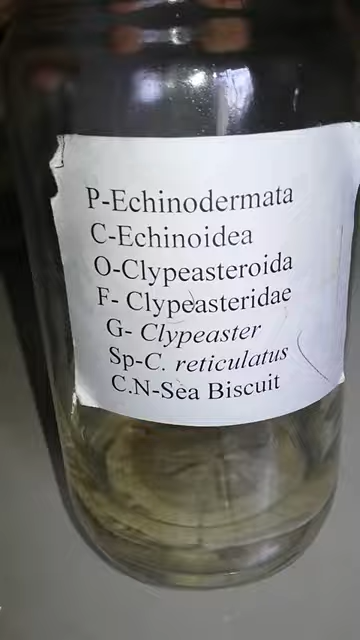 P-Echinodermata
C-Echinoidea
O-Clypeasteroida
F- Clypeasteridae
G- Clypeaster
Sp-C. reticulatus
C.N-Sea Biscuit